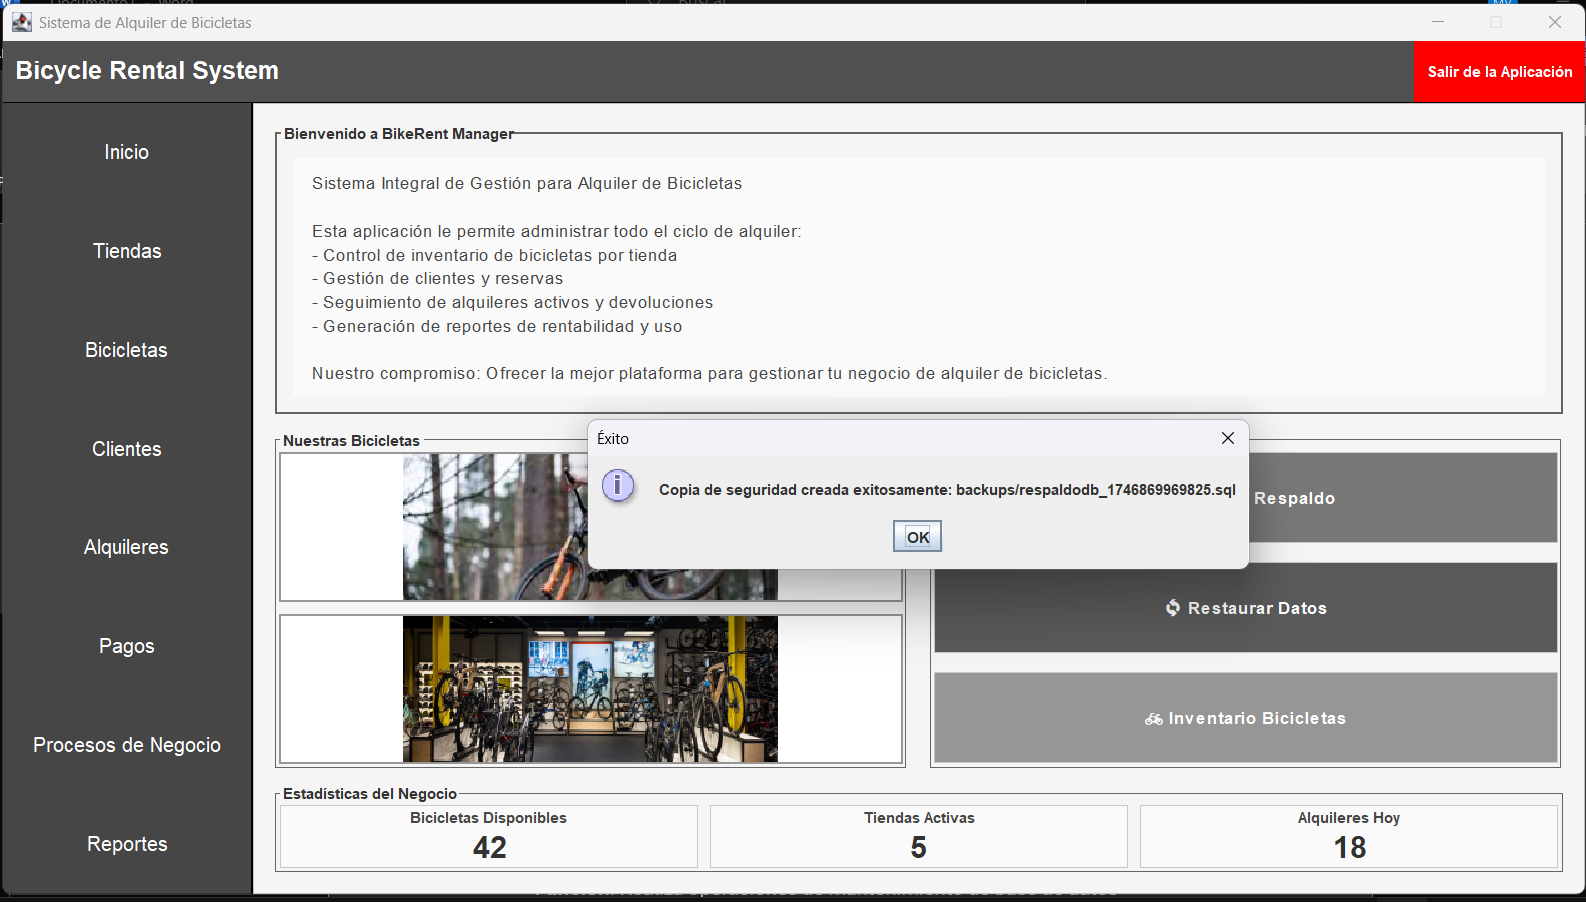 Sistema de Alquiler de Bicicletas
Bicycle Rental System
Salir de la Aplicación
Inicio
Tiendas
Bicicletas
Clientes
Alquileres
Pagos
Procesos de Negocio
Reportes
Bienvenido a BikeRent Manager
Sistema Integral de Gestión para Alquiler de Bicicletas
Esta aplicación le permite administrar todo el ciclo de alquiler:
- Control de inventario de bicicletas por tienda
- Gestión de clientes y reservas
- Seguimiento de alquileres activos y devoluciones
- Generación de reportes de rentabilidad y uso
Nuestro compromiso: Ofrecer la mejor plataforma para gestionar tu negocio de alquiler de bicicletas.
Nuestras Bicicletas
Éxito
Copia de seguridad creada exitosamente: backups/respaldodb_1746869969825.sql
OK
Respaldo
Restaurar Datos
Inventario Bicicletas
Estadísticas del Negocio
Bicicletas Disponibles
42
Tiendas Activas
5
Alquileres Hoy
18